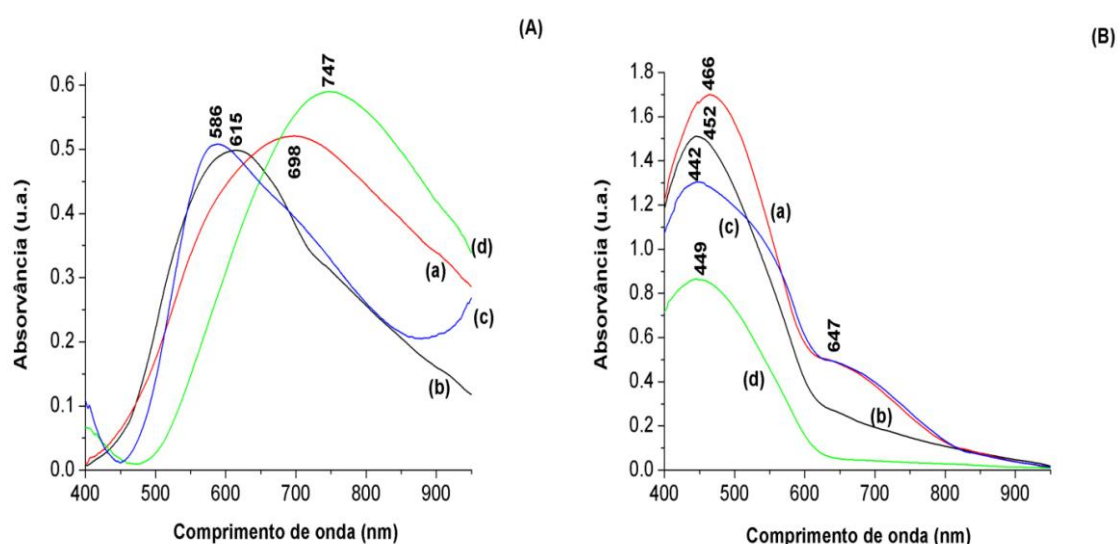 (A)
747
586
615
698
0.6
0.5
0.4
0.3
0.2
0.1
0.0
Absorvância (u.a.)
(d)
(a)
(c)
(b)
400 500 600 700 800 900
Comprimento de onda (nm)
(B)
466
452
442
449
647
1.8
1.6
1.4
1.2
1.0
0.8
0.6
0.4
0.2
0.0
Absorvância (u.a.)
(a)
(c)
(d)
(b)
400 500 600 700 800 900
Comprimento de onda (nm)